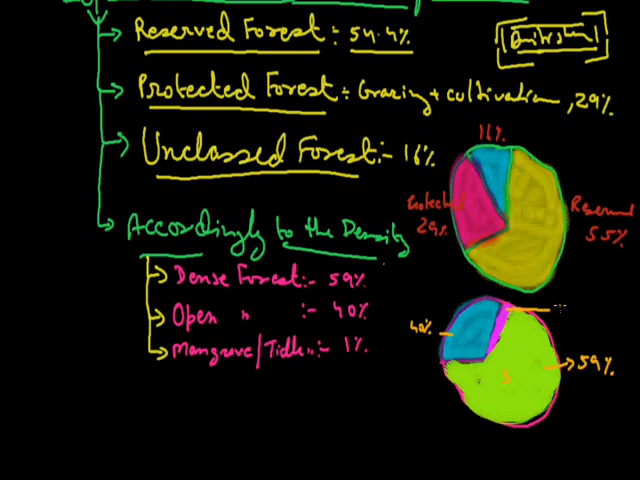 Reserved Forest :- 54.4%
Protected Forest :- Grazing + cultivation, 29%
Unclassed Forest :- 16%
16%
Protected
29%
Reserved
55%
Accordingly to the Density
Dense Forest :- 59%
Open " :- 40%
Mangrove/Tidle :- 1%
40%
59%